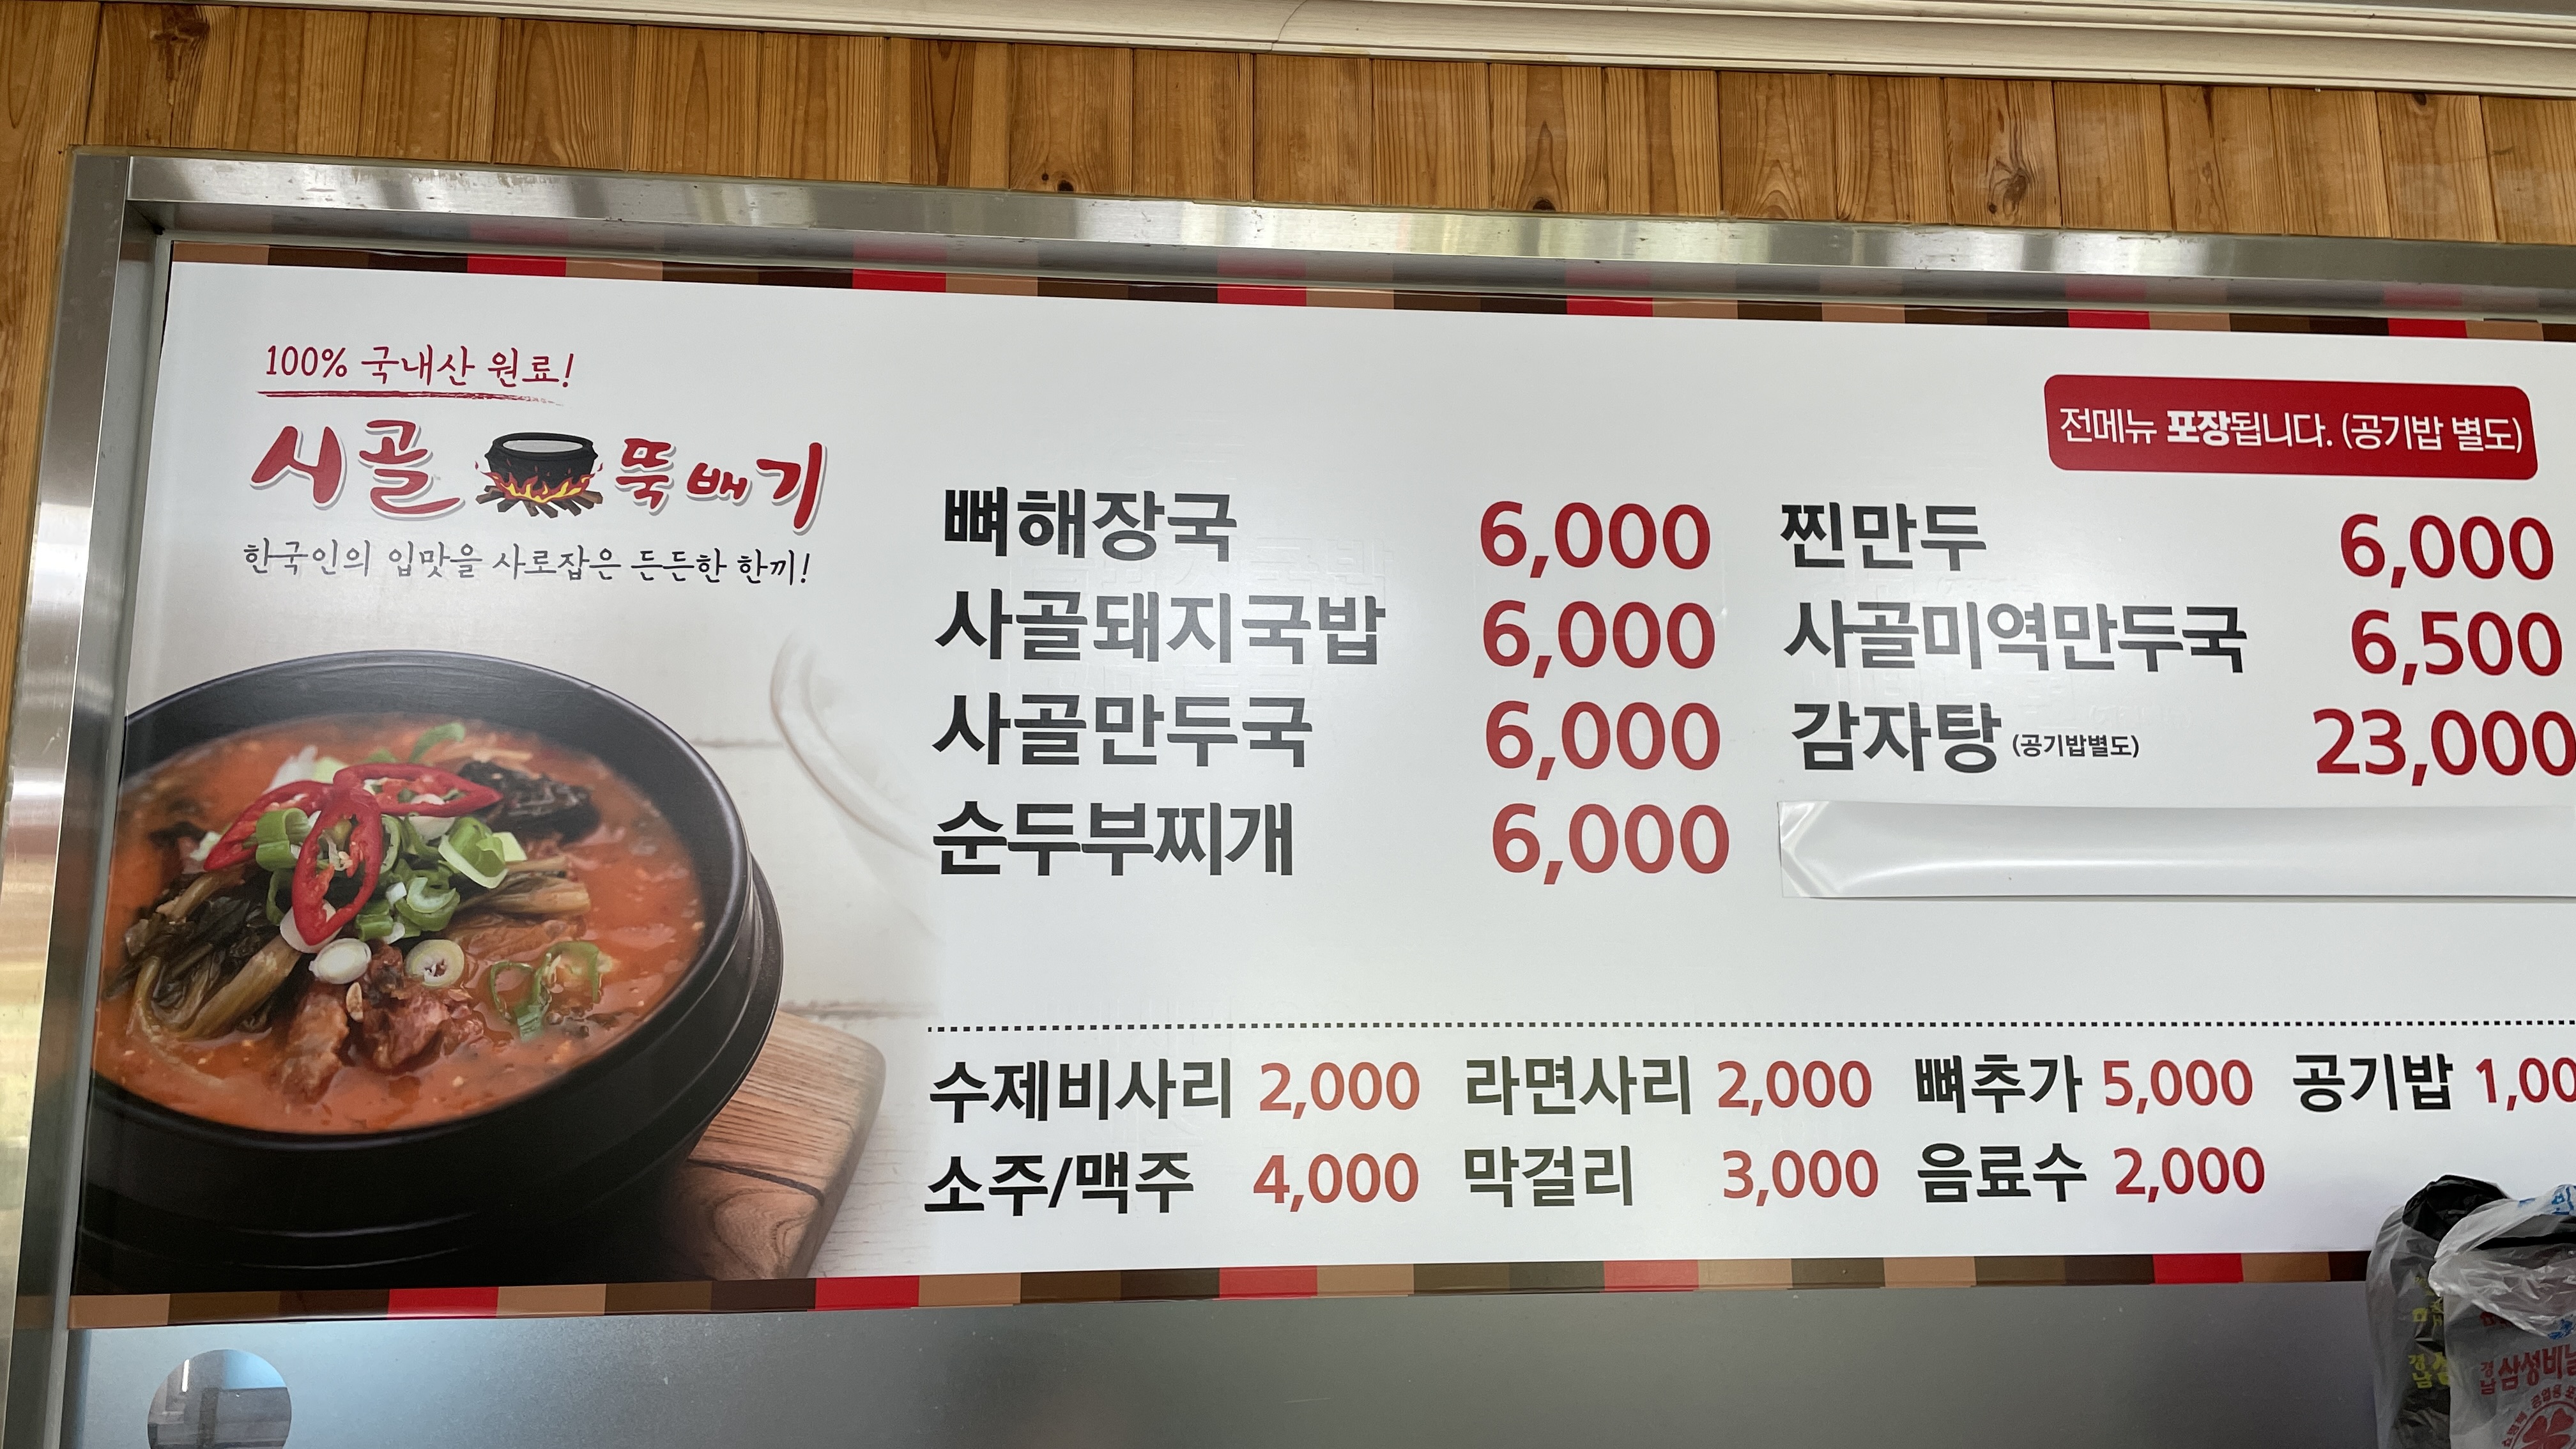 100% 국내산 원료!
시골 뚝배기
한국인의 입맛을 사로잡은 든든한 한끼!
전메뉴 포장됩니다. (공기밥 별도)
뼈해장국 6,000
사골돼지국밥 6,000
사골만두국 6,000
순두부찌개 6,000
찐만두 6,000
사골미역만두국 6,500
감자탕 (공기밥별도) 23,000
수제비사리 2,000 라면사리 2,000 뼈추가 5,000 공기밥 1,00
소주/맥주 4,000 막걸리 3,000 음료수 2,000